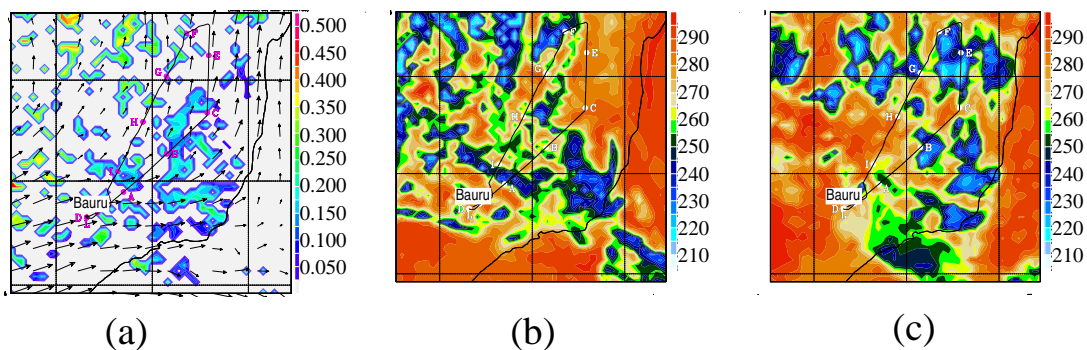 0.500
0.450
0.400
0.350
0.300
0.250
0.200
0.150
0.100
0.050
F
E
G
H
C
B
A
Bauru
D
L
(a)
290
280
270
260
250
240
230
220
210
F
E
G
C
H
B
I
A
Bauru
D
L
(b)
290
280
270
260
250
240
230
220
210
F
E
G
C
H
B
I
A
Bauru
D
L
(c)